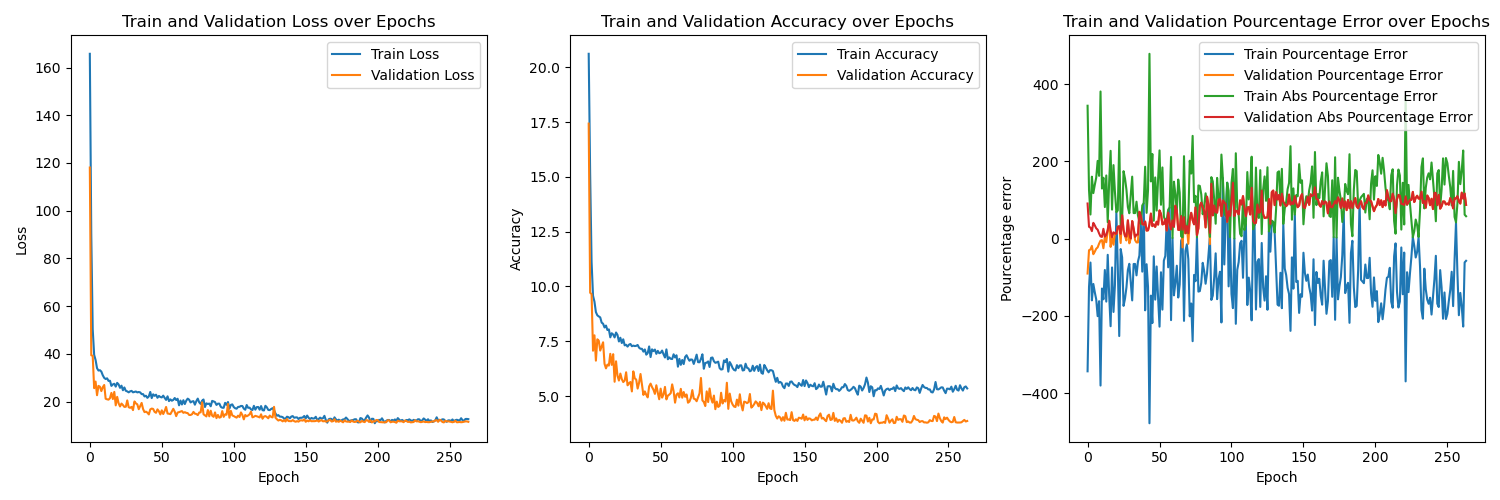 Train and Validation Loss over Epochs
Train Loss
Validation Loss
160
140
120
100
80
60
40
20
Loss
0
50
100
150
200
250
Epoch
Train and Validation Accuracy over Epochs
Train Accuracy
Validation Accuracy
20.0
17.5
15.0
12.5
10.0
7.5
5.0
Accuracy
0
50
100
150
200
250
Epoch
Train and Validation Pourcentage Error over Epochs
Train Pourcentage Error
Validation Pourcentage Error
Train Abs Pourcentage Error
Validation Abs Pourcentage Error
400
200
0
−200
−400
Pourcentage error
0
50
100
150
200
250
Epoch